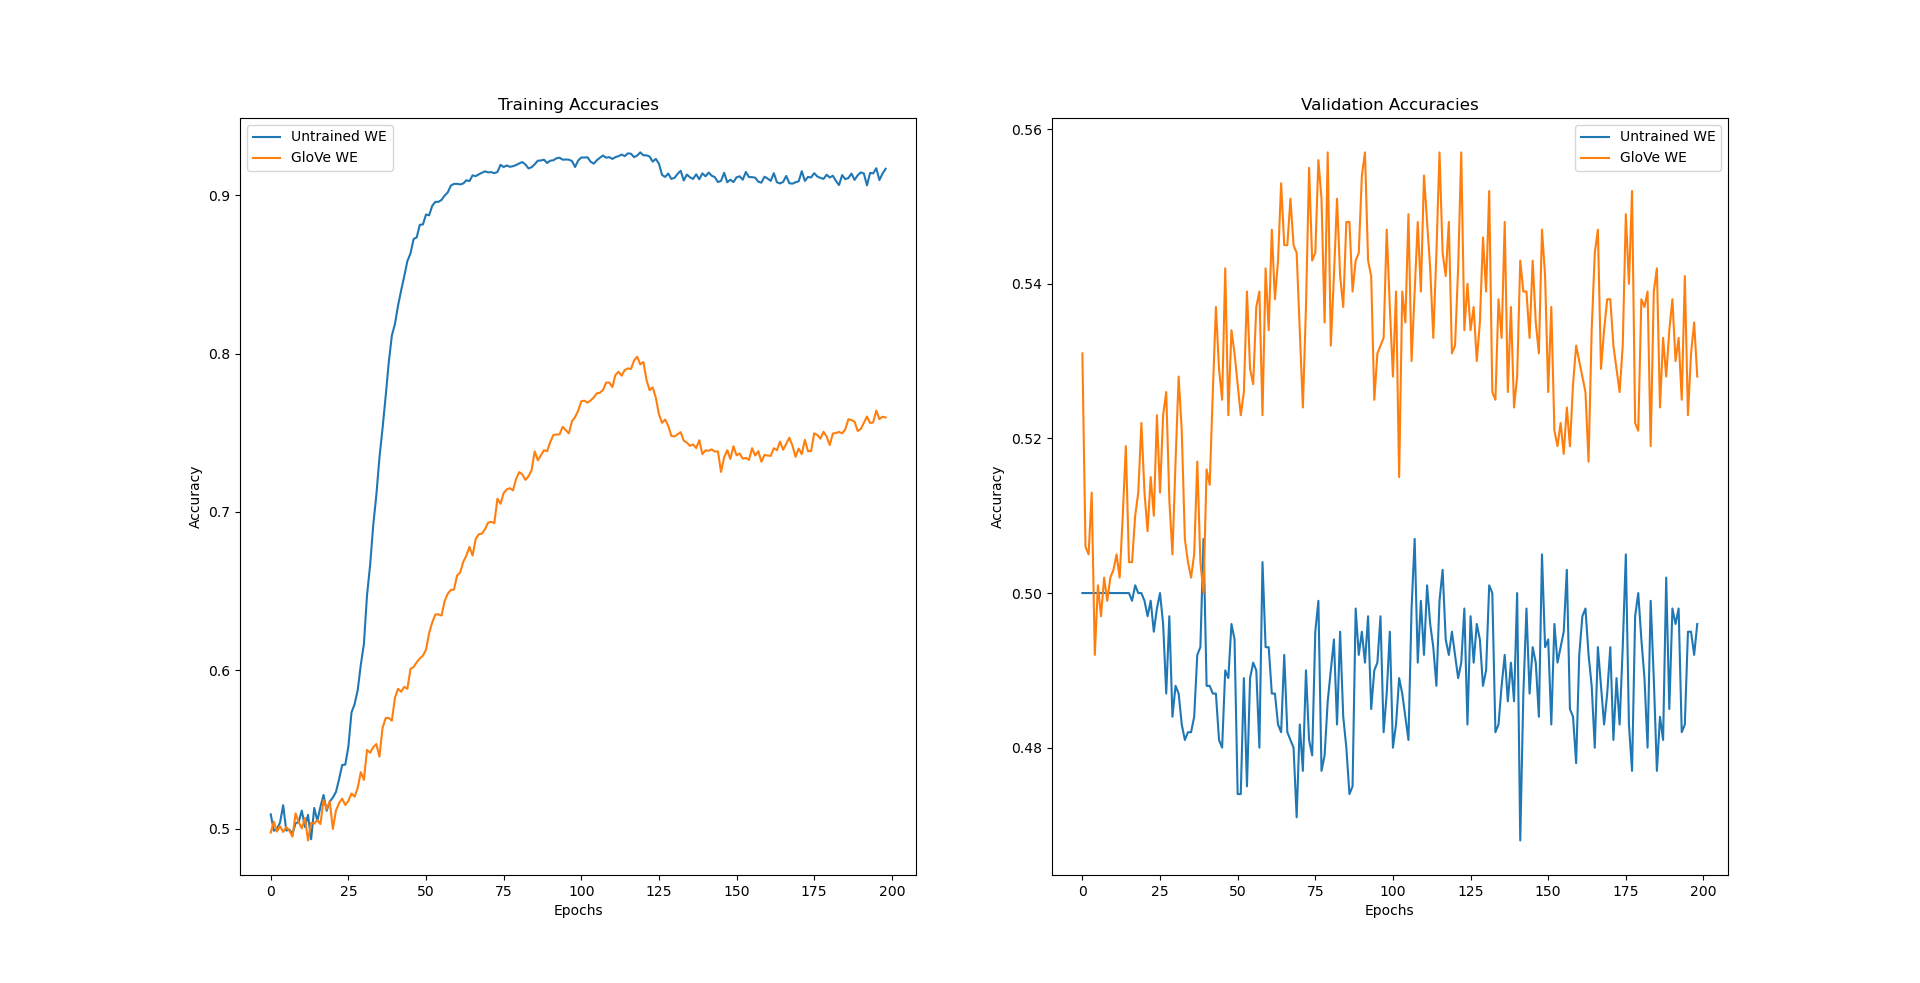 Training Accuracies
Untrained WE
GloVe WE
0.9
0.8
0.7
0.6
0.5
Accuracy
0 25 50 75 100 125 150 175 200
Epochs
Validation Accuracies
Untrained WE
GloVe WE
0.56
0.54
0.52
0.50
0.48
Accuracy
0 25 50 75 100 125 150 175 200
Epochs